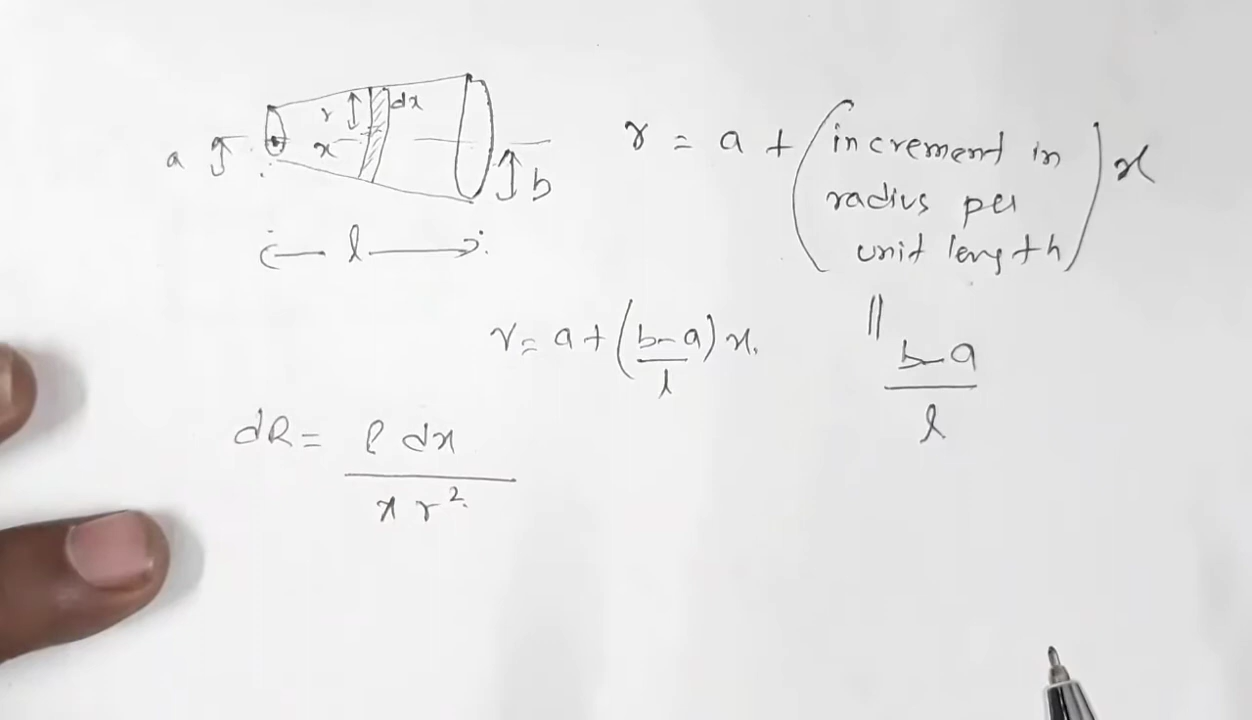 a r x dx b
l
r = a + (increment in radius per unit length) x
r = a + (b-a)/l x.
|| b-a
l
dR = ρ dx
π r².